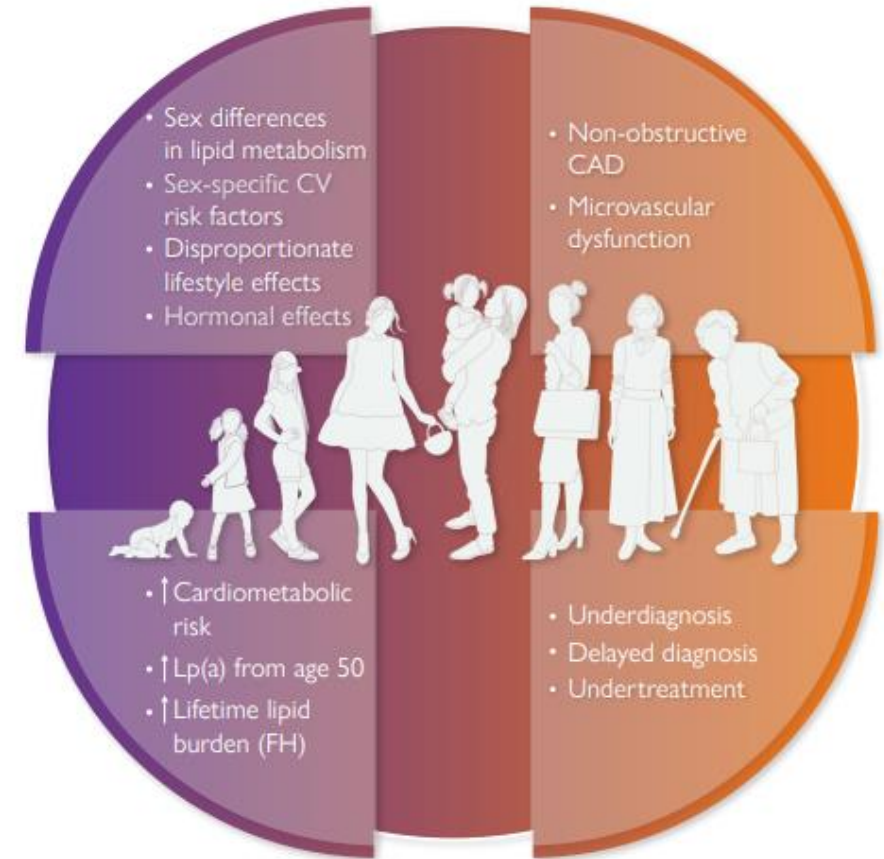 • Sex differences
in lipid metabolism
• Sex-specific CV
risk factors
• Disproportionate
lifestyle effects
• Hormonal effects
• Non-obstructive
CAD
• Microvascular
dysfunction
• ↑Cardiometabolic
risk
• ↑Lp(a) from age 50
• ↑Lifetime lipid
burden (FH)
• Underdiagnosis
• Delayed diagnosis
• Undertreatment